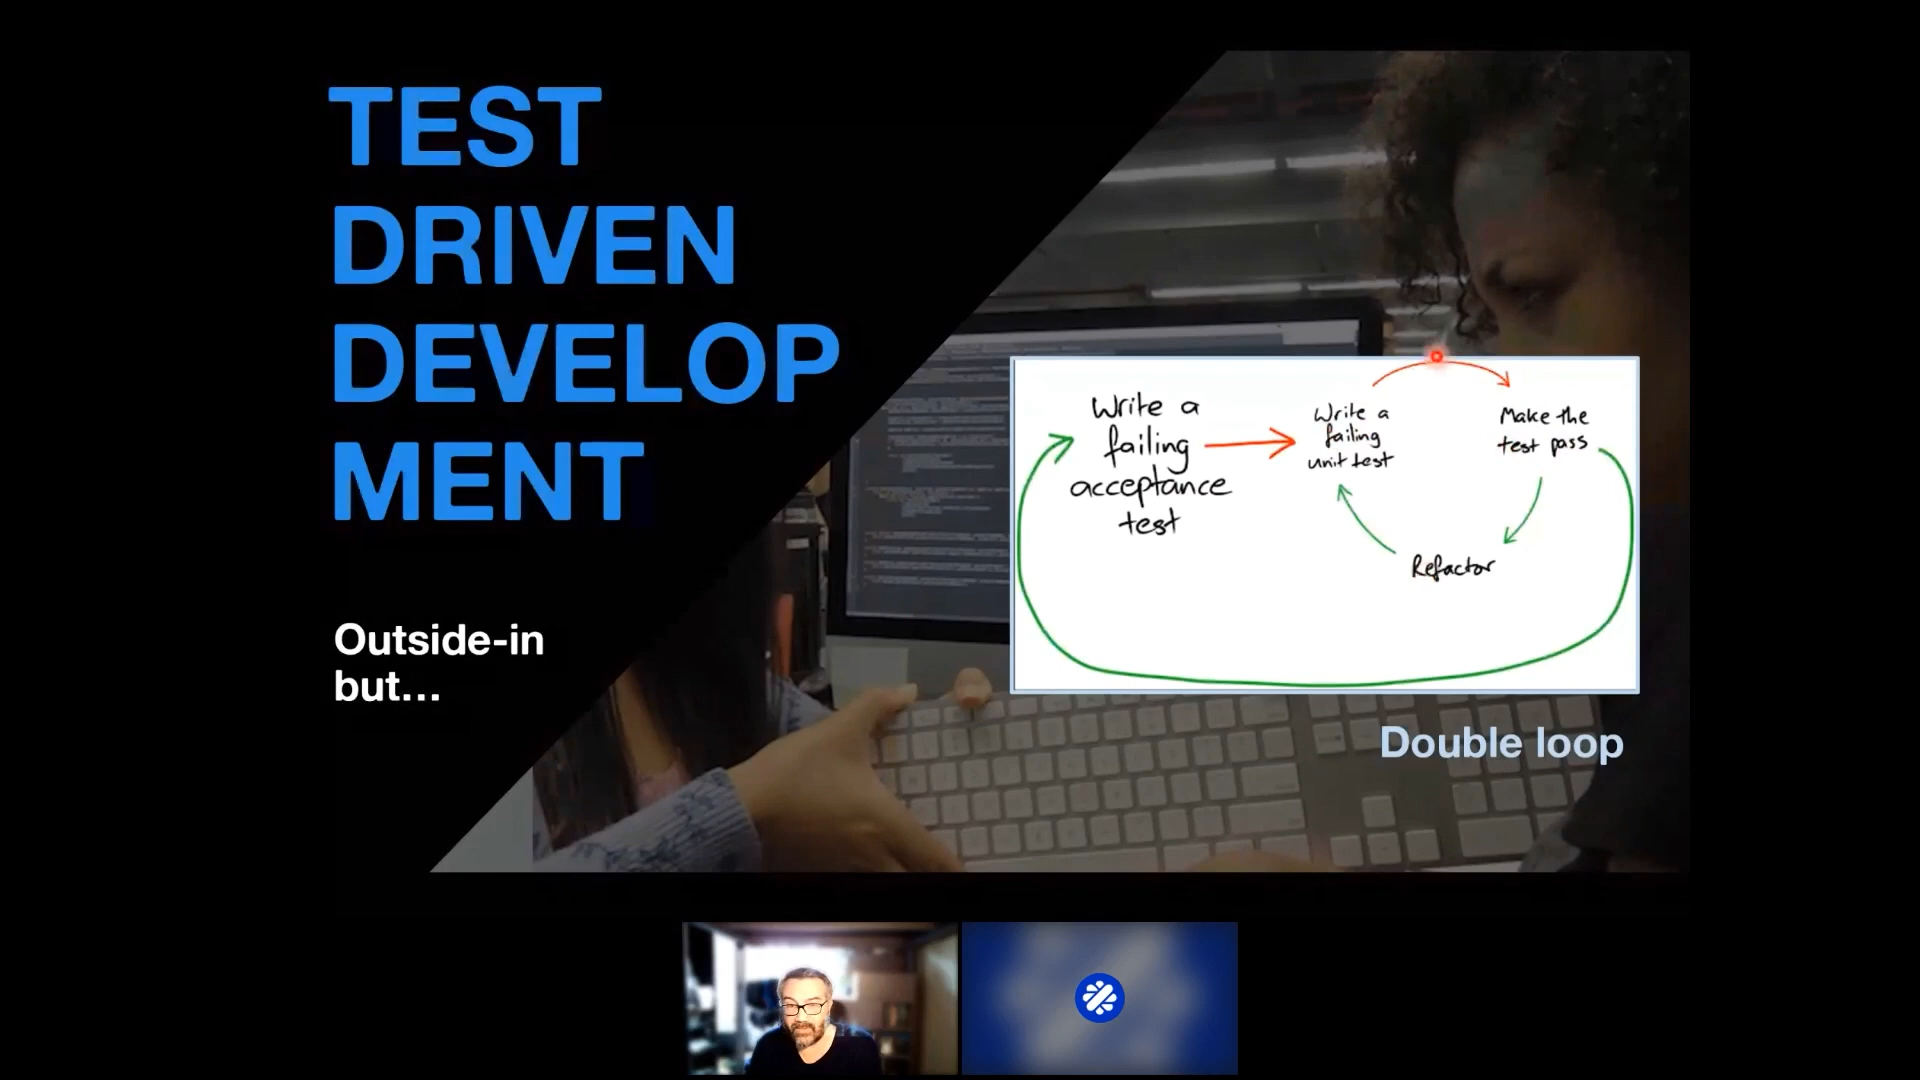 TEST
DRIVEN
DEVELOP
MENT
Outside-in
but...
Write a
failing
acceptance
test
Write a
failing
unit test
Make the
test pass
Refactor
Double loop